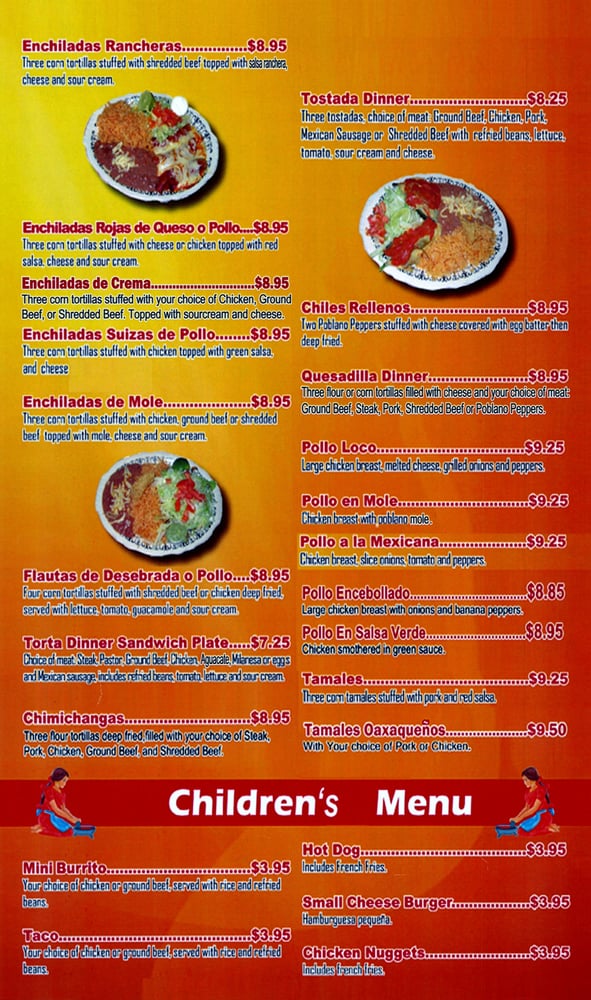 Enchiladas Rancheras...............$8.95
Three corn tortillas stuffed with shredded beef topped with salsa ranchera,
cheese and sour cream.
Enchiladas Rojas de Queso o Pollo....$8.95
Three corn tortillas stuffed with cheese or chicken topped with red
salsa. cheese and sour cream.
Enchiladas de Crema............................$8.95
Three corn tortillas stuffed with your choice of Chicken, Ground
Beef, or Shredded Beef. Topped with sourcream and cheese.
Enchiladas Suizas de Pollo........$8.95
Three corn tortillas stuffed with chicken topped with green salsa,
and cheese
Enchiladas de Mole....................$8.95
Three corn tortillas stuffed with chicken, ground beef or shredded
beef topped with mole, cheese and sour cream.
Flautas de Desebrada o Pollo....$8.95
Four corn tortillas stuffed with shredded beef or chicken deep fried,
served with lettuce, tomato, guacamole and sour cream.
Torta Dinner Sandwich Plate.....$7.25
Choice of meat: Steak, Pastor, Ground Beef, Chicken, Aguacate, Milanesa or eggs
and Mexican sausage, includes refried beans, tomato, lettuce and sour cream.
Chimichangas.............................$8.95
Three flour tortillas deep fried,filled with your choice of Steak,
Pork, Chicken, Ground Beef, and Shredded Beef.
Tostada Dinner...........................$8.25
Three tostadas, choice of meat: Ground Beef, Chicken, Pork,
Mexican Sausage or Shredded Beef with refried beans, lettuce,
tomato, sour cream and cheese.
Chiles Rellenos...........................$8.95
Two Poblano Peppers stuffed with cheese covered with egg batter then
deep fried.
Quesadilla Dinner.......................$8.95
Three flour or corn tortillas filled with cheese and your choice of meat:
Ground Beef, Steak, Pork, Shredded Beef or Poblano Peppers.
Pollo Loco..................................$9.25
Large chicken breast, melted cheese, grilled onions and peppers.
Pollo en Mole..............................$9.25
Chicken breast with poblano mole.
Pollo a la Mexicana....................$9.25
Chicken breast, slice onions, tomato and peppers.
Pollo Encebollado...........................$8.85
Large chicken breast with onions and banana peppers.
Pollo En Salsa Verde.......................$8.95
Chicken smothered in green sauce.
Tamales......................................$9.25
Three corn tamales stuffed with pork and red salsa.
Tamales Oaxaqueños.....................$9.50
With Your choice of Pork or Chicken.
Children's Menu
Mini Burrito.................................$3.95
Your choice of chicken or ground beef, served with rice and refried
beans.
Taco............................................$3.95
Your choice of chicken or ground beef, served with rice and refried
beans.
Hot Dog.......................................$3.95
Includes French Fries.
Small Cheese Burger..................$3.95
Hamburguesa pequeña.
Chicken Nuggets........................$3.95
Includes french fries.